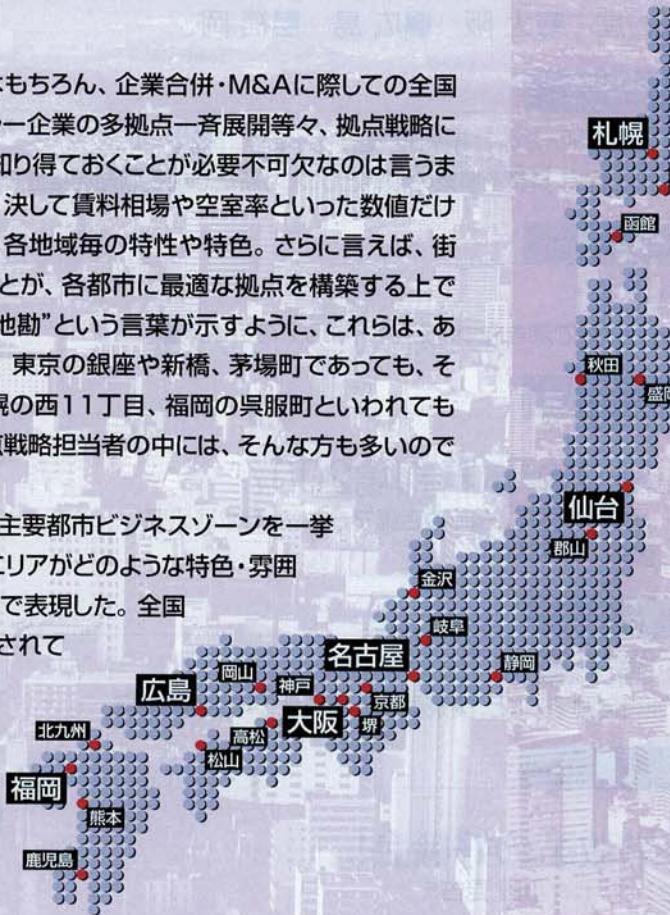 はもちろん、企業合併・M&Aに際しての全国
ー企業の多拠点一斉展開等々、拠点戦略に
知り得ておくことが必要不可欠なのは言うま
決して賃料相場や空室率といった数値だけ
各地域毎の特性や特色。さらに言えば、街
とが、各都市に最適な拠点を構築する上で
地勘”という言葉が示すように、これらは、あ
東京の銀座や新橋、茅場町であっても、そ
幌の西11丁目、福岡の呉服町といわれても
戦略担当者の中には、そんな方も多いので
主要都市ビジネスゾーンを一挙
エリアがどのような特色・雰囲
で表現した。全国
されて
札幌
函館
秋田
盛岡
仙台
郡山
金沢
岐阜
名古屋
静岡
岡山
神戸
京都
広島
大阪
堺
北九州
高松
松山
福岡
熊本
鹿児島